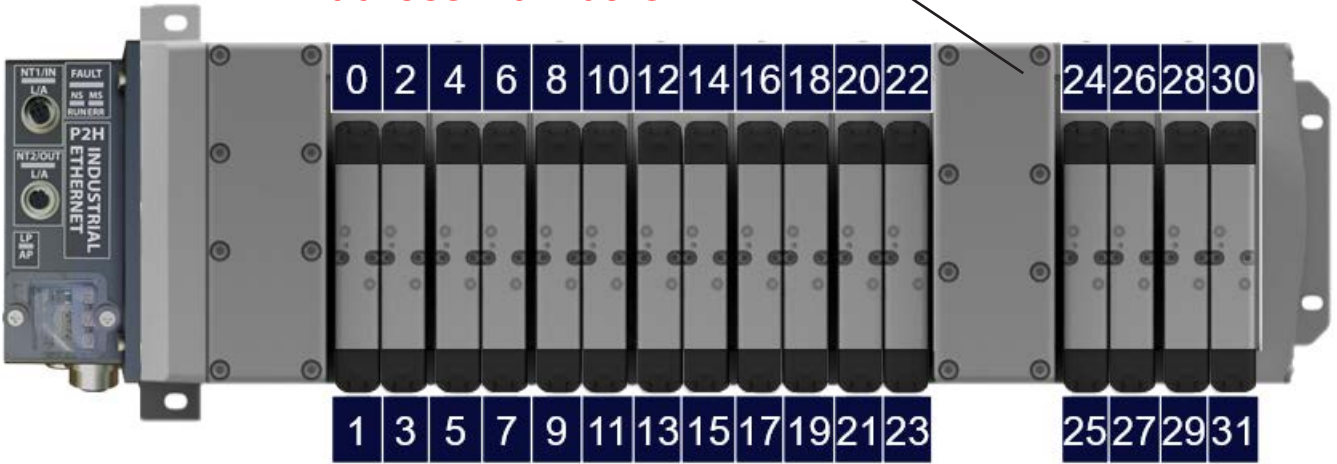 0 2 4 6 8 10 12 14 16 18 20 22 24 26 28 30
NT1/IN
L/A
FAULT
NS MS
RUN ERR
P2H
INDUSTRIAL
ETHERNET
NT2/OUT
L/A
LP
AP
1 3 5 7 9 11 13 15 17 19 21 23 25 27 29 31